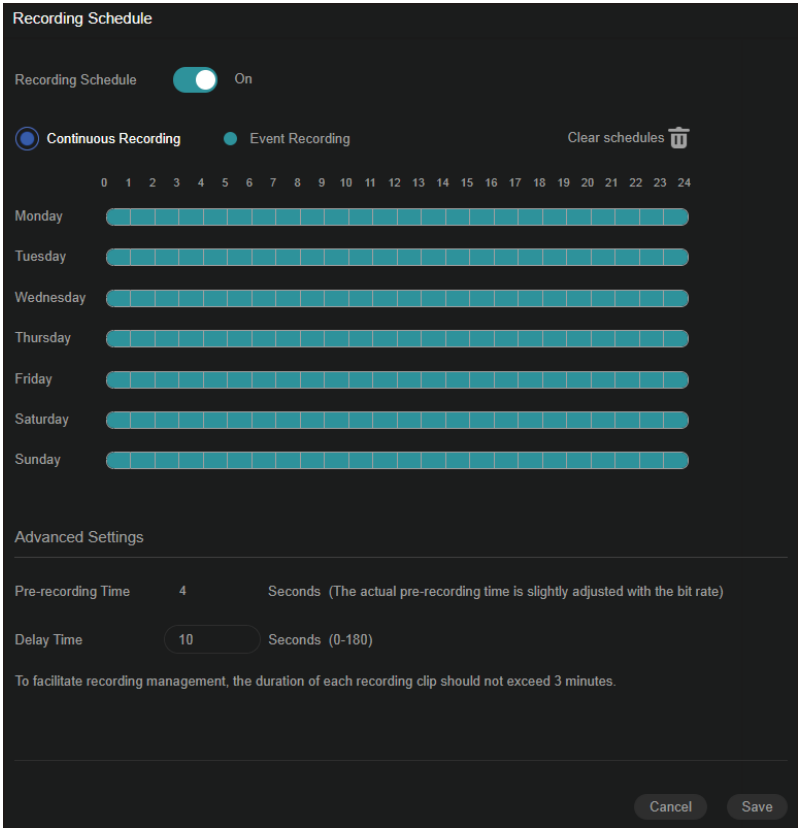 Recording Schedule
Recording Schedule On
Continuous Recording Event Recording Clear schedules
0 1 2 3 4 5 6 7 8 9 10 11 12 13 14 15 16 17 18 19 20 21 22 23 24
Monday
Tuesday
Wednesday
Thursday
Friday
Saturday
Sunday
Advanced Settings
Pre-recording Time 4 Seconds (The actual pre-recording time is slightly adjusted with the bit rate)
Delay Time 10 Seconds (0-180)
To facilitate recording management, the duration of each recording clip should not exceed 3 minutes.
Cancel Save